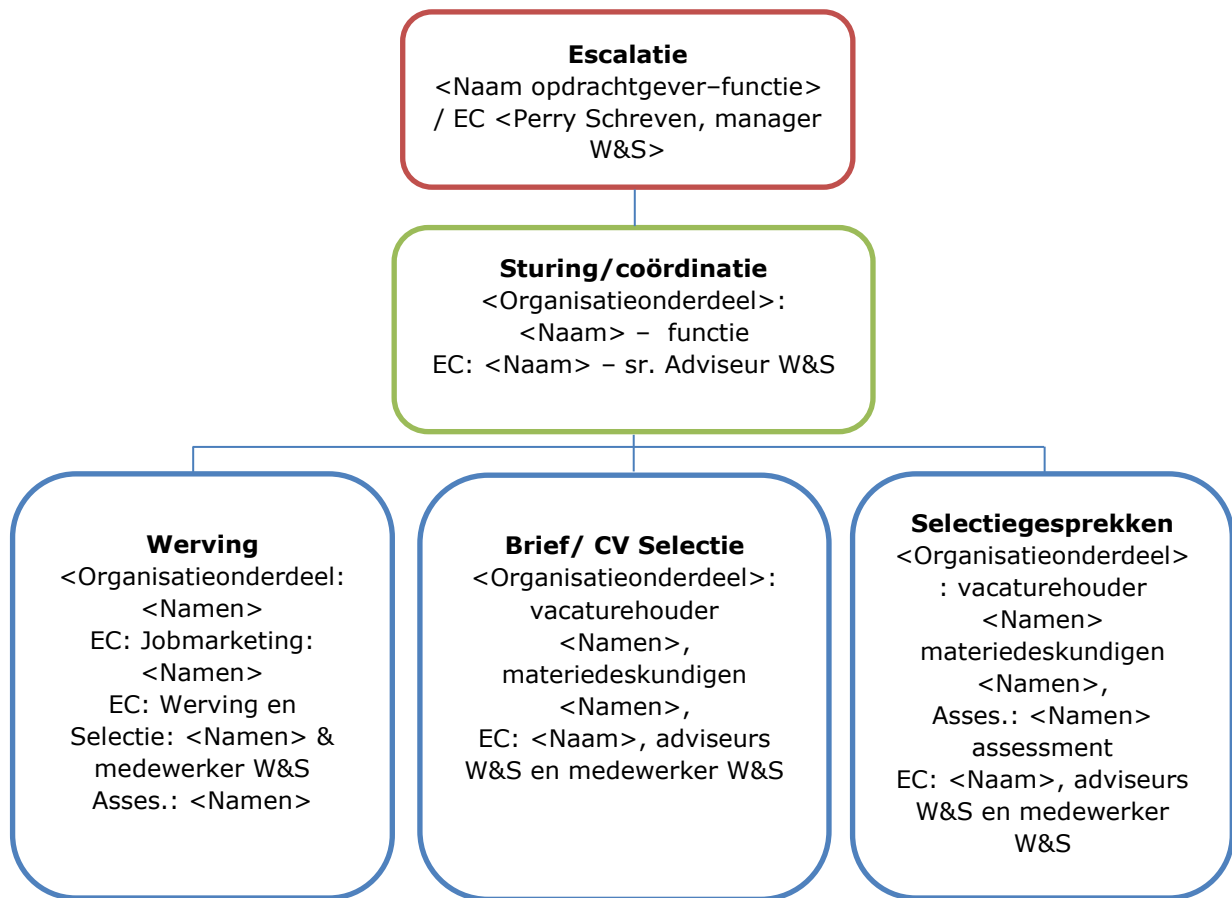 Escalatie
<Naam opdrachtgever–functie>
/ EC <Perry Schreven, manager
W&S>
Sturing/coördinatie
<Organisatieonderdeel>:
<Naam> – functie
EC: <Naam> – sr. Adviseur W&S
Werving
<Organisatieonderdeel:
<Namen>
EC: Jobmarketing:
<Namen>
EC: Werving en
Selectie: <Namen> &
medewerker W&S
Asses.: <Namen>
Brief/ CV Selectie
<Organisatieonderdeel>:
vacaturehouder
<Namen>,
materiedeskundigen
<Namen>,
EC: <Naam>, adviseurs
W&S en medewerker W&S
Selectiegesprekken
<Organisatieonderdeel>
: vacaturehouder
<Namen>
materiedeskundigen
<Namen>,
Asses.: <Namen>
assessment
EC: <Naam>, adviseurs
W&S en medewerker
W&S